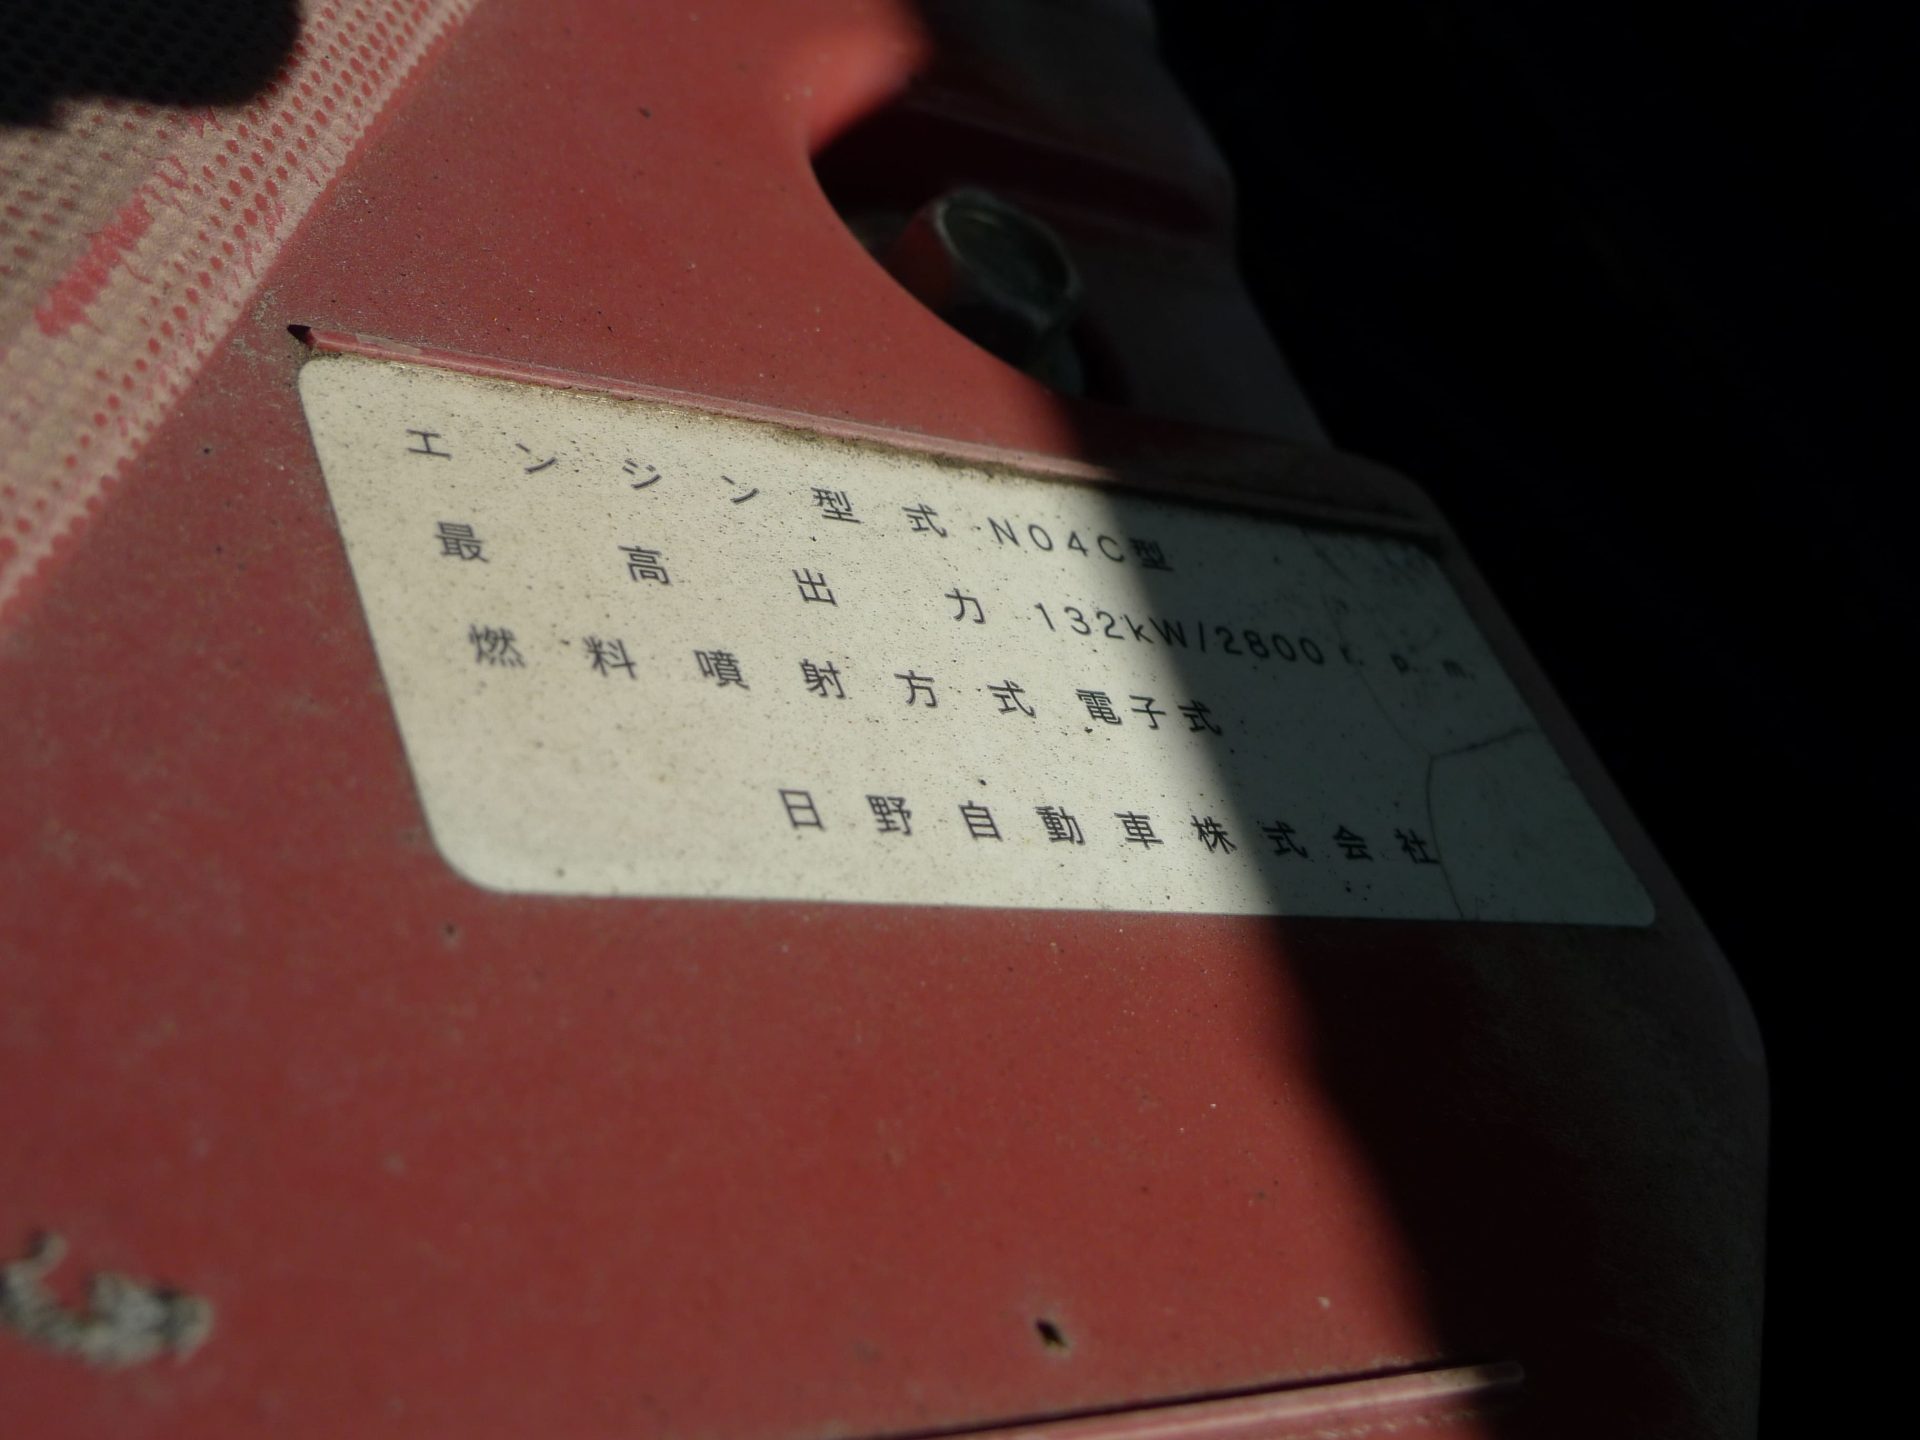 エンジン型式 N04C型
最高出力 132kW/2800r.p.m.
燃料噴射方式 電子式
日野自動車株式会社